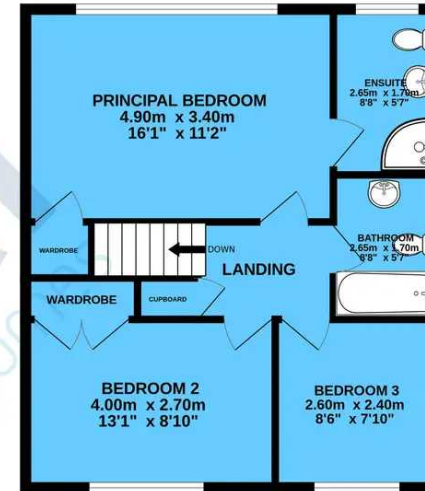 PRINCIPAL BEDROOM
4.90m x 3.40m
16'1" x 11'2"
ENSUITE
2.65m x 1.70m
8'8" x 5'7"
WARDROBE
DOWN
LANDING
BATHROOM
2.65m x 1.70m
8'8" x 5'7"
WARDROBE
CUPBOARD
BEDROOM 2
4.00m x 2.70m
13'1" x 8'10"
BEDROOM 3
2.60m x 2.40m
8'6" x 7'10"